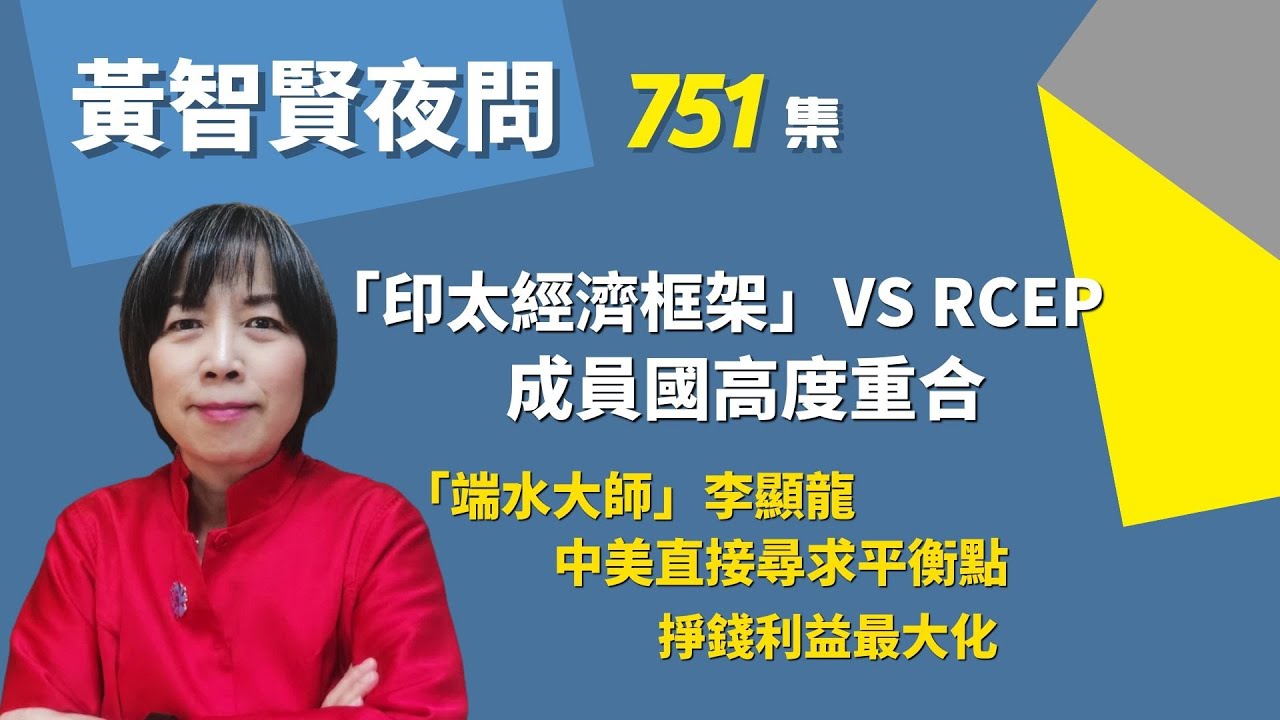 黃智賢夜問 751 集
「印太經濟框架」VS RCEP
成員國高度重合
「端水大師」李顯龍
中美直接尋求平衡點
掙錢利益最大化